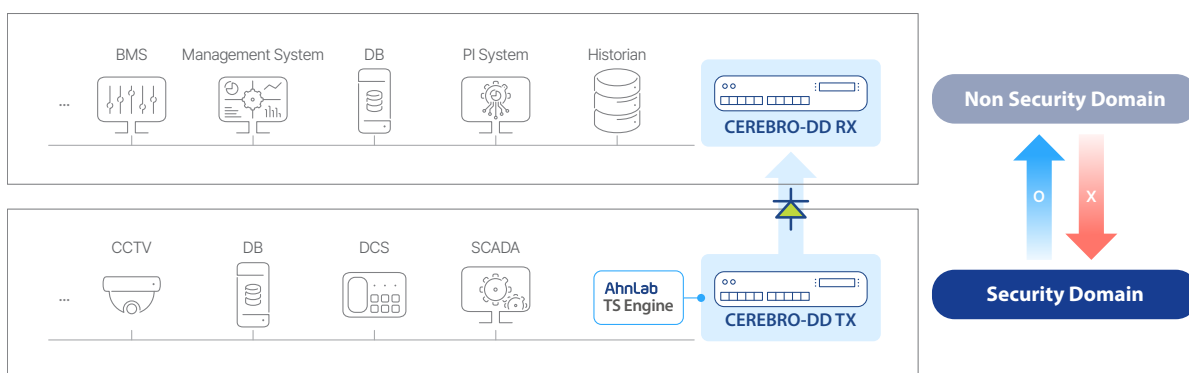 BMS
Management System
DB
PI System
Historian
...
CEREBRO-DD RX
Non Security Domain
O
X
CCTV
DB
DCS
SCADA
...
AhnLab
TS Engine
CEREBRO-DD TX
Security Domain